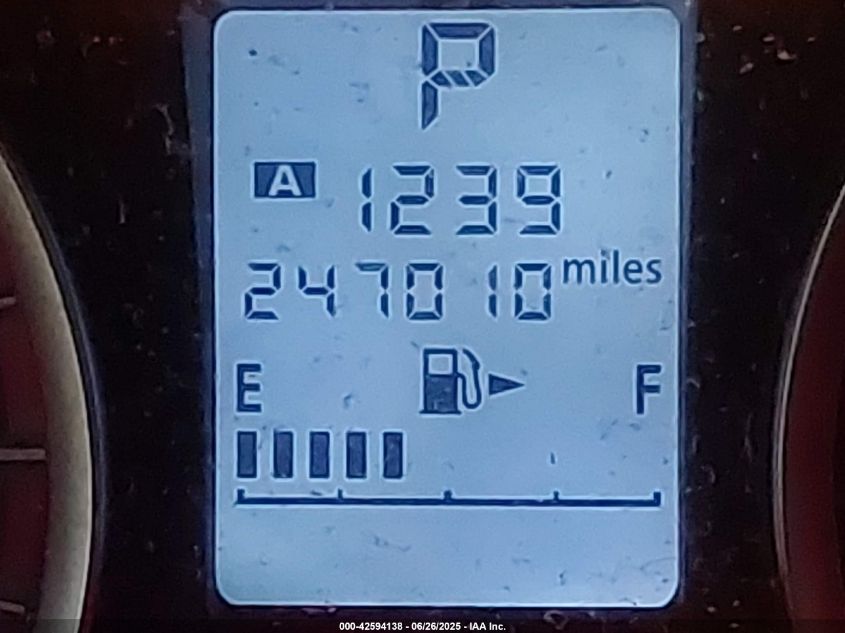 P
A 1239
247010 miles
E F
000-42594138 - 06/26/2025 - IAA Inc.